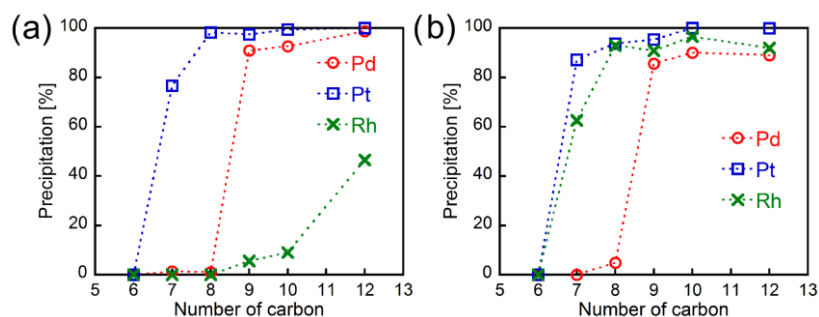 (a)
Precipitation [%]
100
80
60
40
20
0
Pd
Pt
Rh
5 6 7 8 9 10 11 12 13
Number of carbon
(b)
Precipitation [%]
100
80
60
40
20
0
Pd
Pt
Rh
5 6 7 8 9 10 11 12 13
Number of carbon